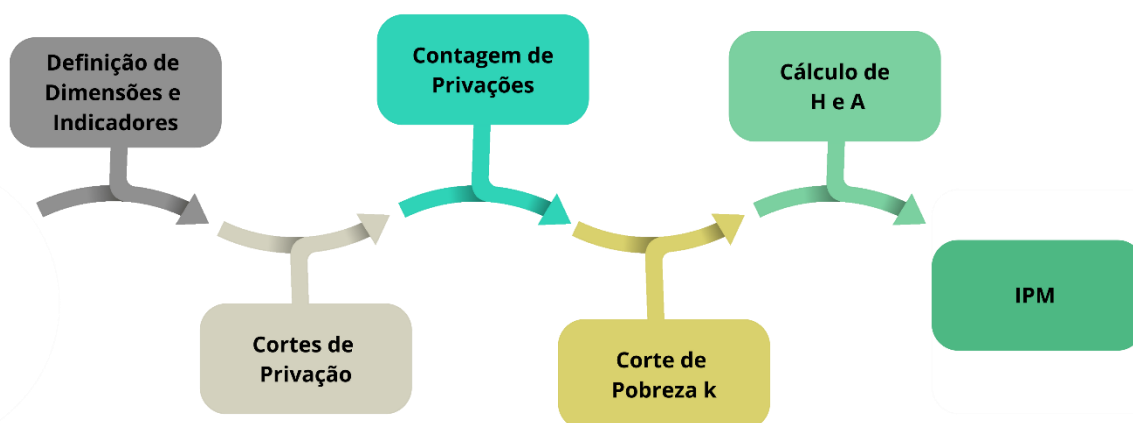 Definição de
Dimensões e
Indicadores
Cortes de
Privação
Contagem de
Privações
Corte de
Pobreza k
Cálculo de
H e A
IPM